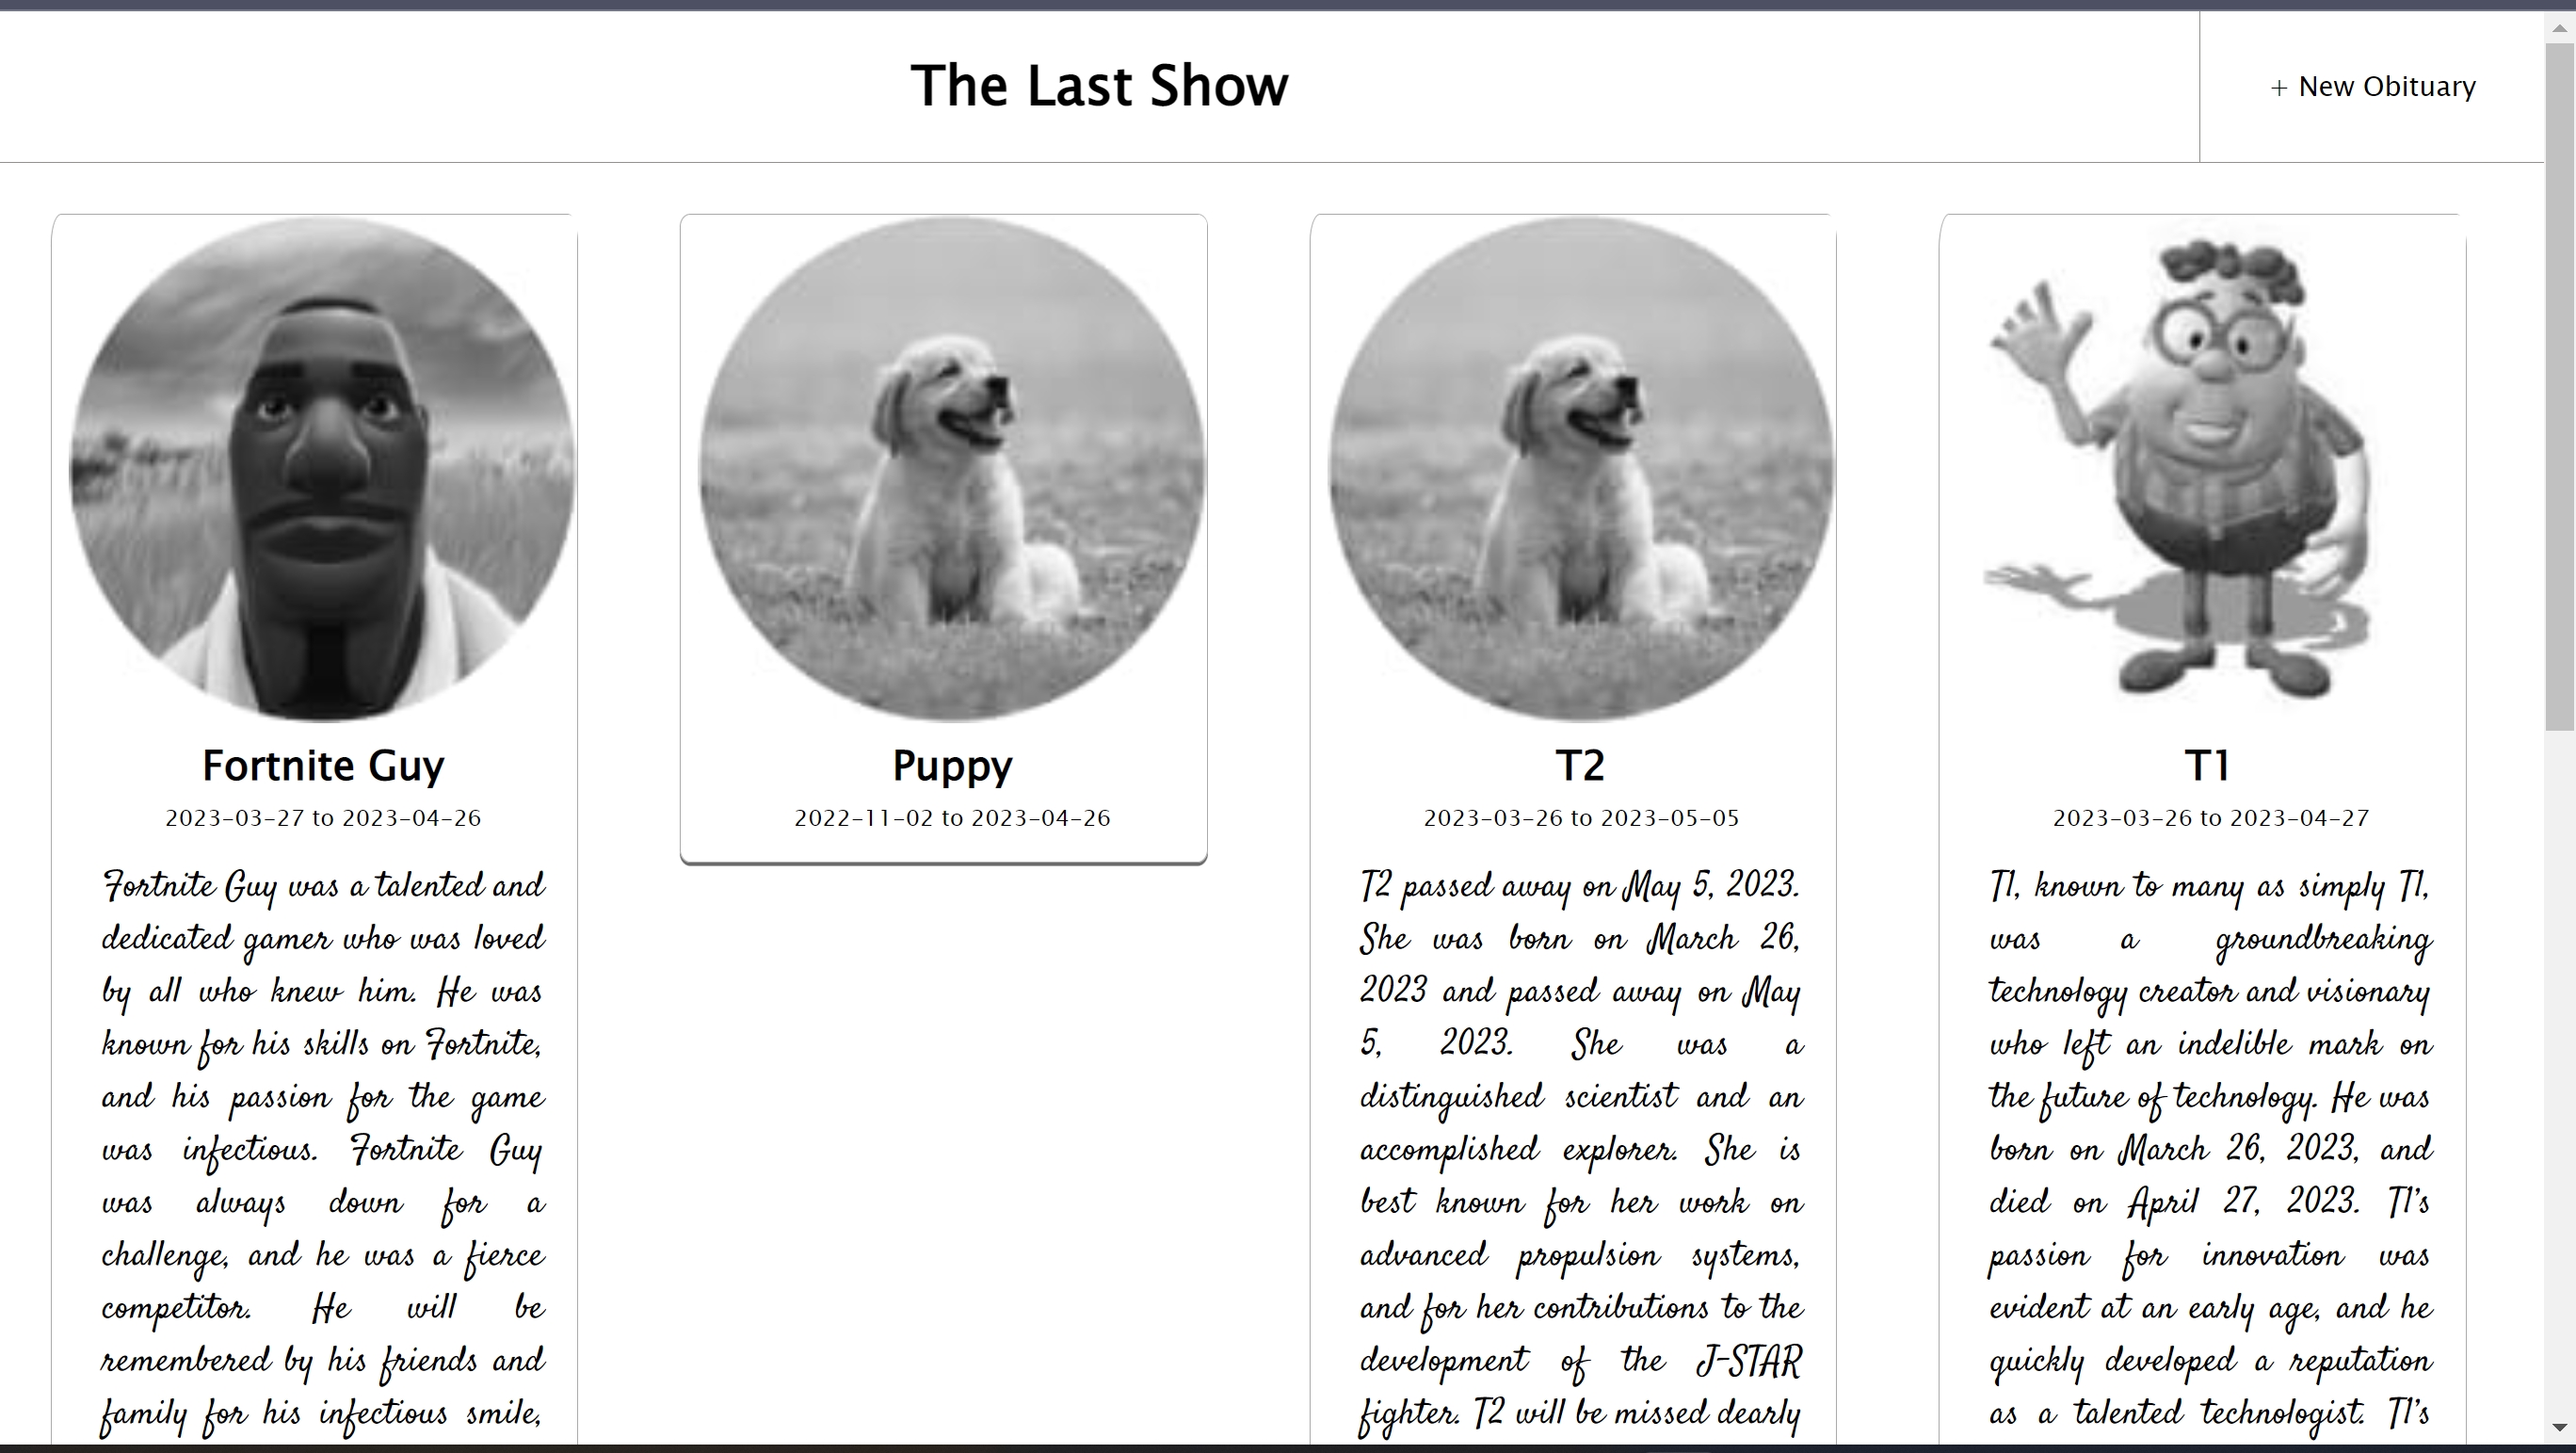 The Last Show
+ New Obituary
Fortnite Guy
2023-03-27 to 2023-04-26
Fortnite Guy was a talented and
dedicated gamer who was loved
by all who knew him. He was
known for his skills on Fortnite,
and his passion for the game
was infectious. Fortnite Guy
was always down for a
challenge, and he was a fierce
competitor. He will be
remembered by his friends and
family for his infectious smile,
Puppy
2022-11-02 to 2023-04-26
T2
2023-03-26 to 2023-05-05
T2 passed away on May 5, 2023.
She was born on March 26,
2023 and passed away on May
5, 2023. She was a
distinguished scientist and an
accomplished explorer. She is
best known for her work on
advanced propulsion systems,
and for her contributions to the
development of the J-STAR
fighter. T2 will be missed dearly
T1
2023-03-26 to 2023-04-27
T1, known to many as simply T1,
was a groundbreaking
technology creator and visionary
who left an indelible mark on
the future of technology. He was
born on March 26, 2023, and
died on April 27, 2023. T1's
passion for innovation was
evident at an early age, and he
quickly developed a reputation
as a talented technologist. T1's